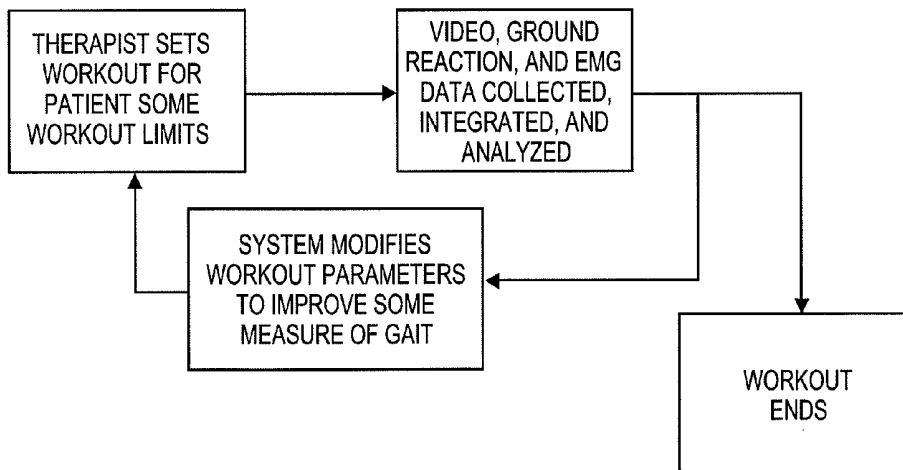 THERAPIST SETS
WORKOUT FOR
PATIENT SOME
WORKOUT LIMITS
VIDEO, GROUND
REACTION, AND EMG
DATA COLLECTED,
INTEGRATED, AND
ANALYZED
SYSTEM MODIFIES
WORKOUT PARAMETERS
TO IMPROVE SOME
MEASURE OF GAIT
WORKOUT
ENDS